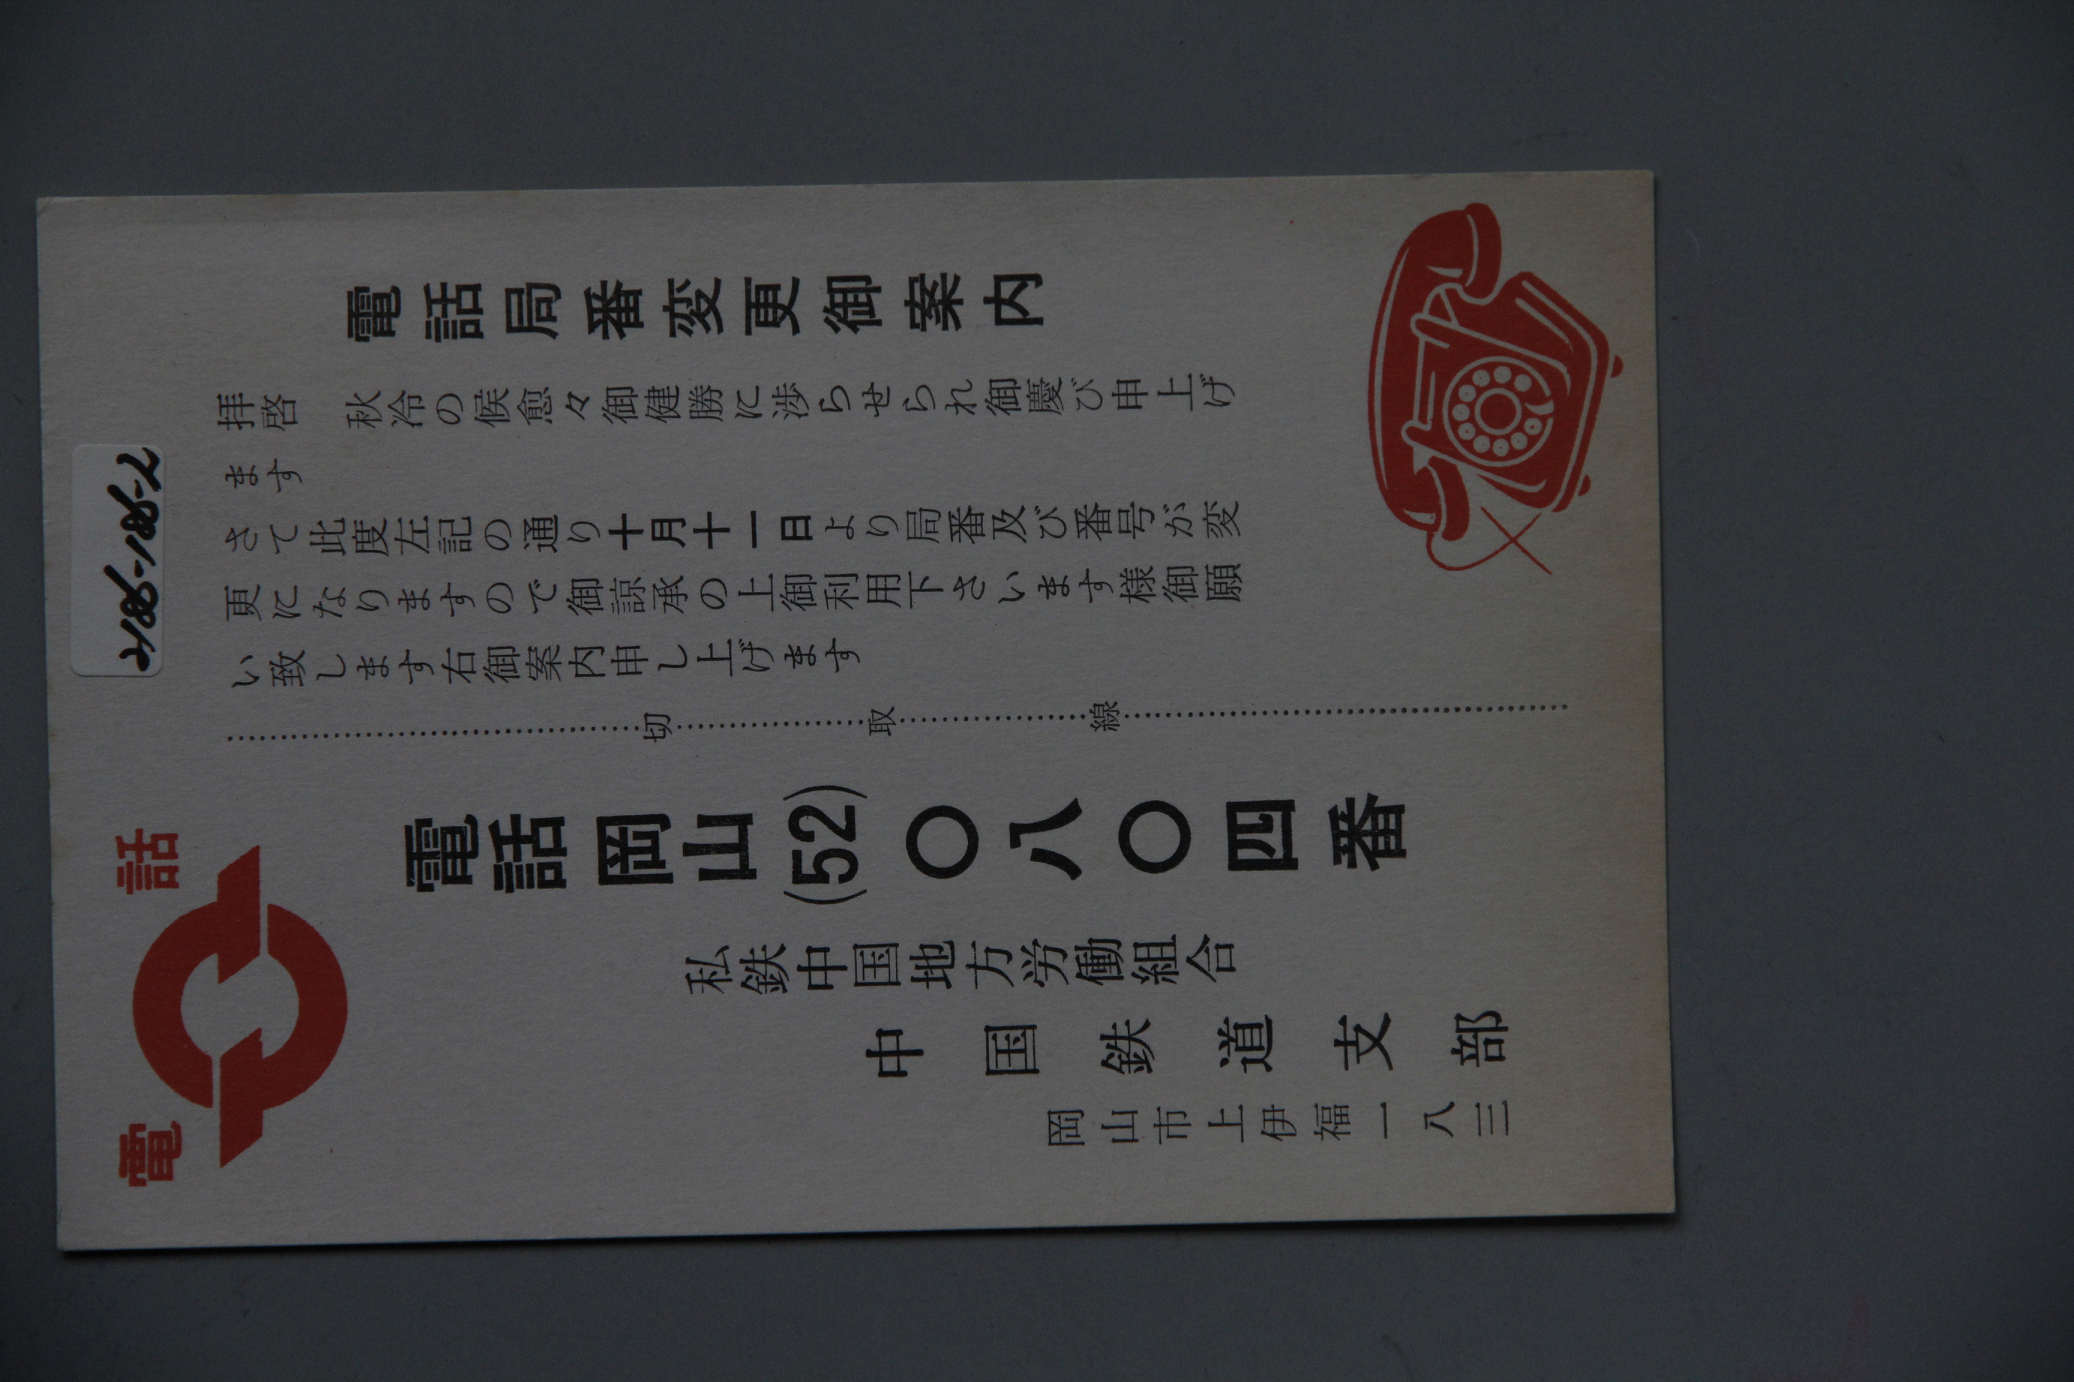 電話局番変更御案内
拝啓　秋冷の候愈々御健勝に渉らせられ御慶び申上げ
ます
さて此度左記の通り十月十一日より局番及び番号が変
更になりますので御諒承の上御利用下さいます様御願
い致します右御案内申し上げます
切取線
電話
電話岡山(52)〇八〇四番
私鉄中国地方労働組合
中国鉄道支部
岡山市上伊福一八三